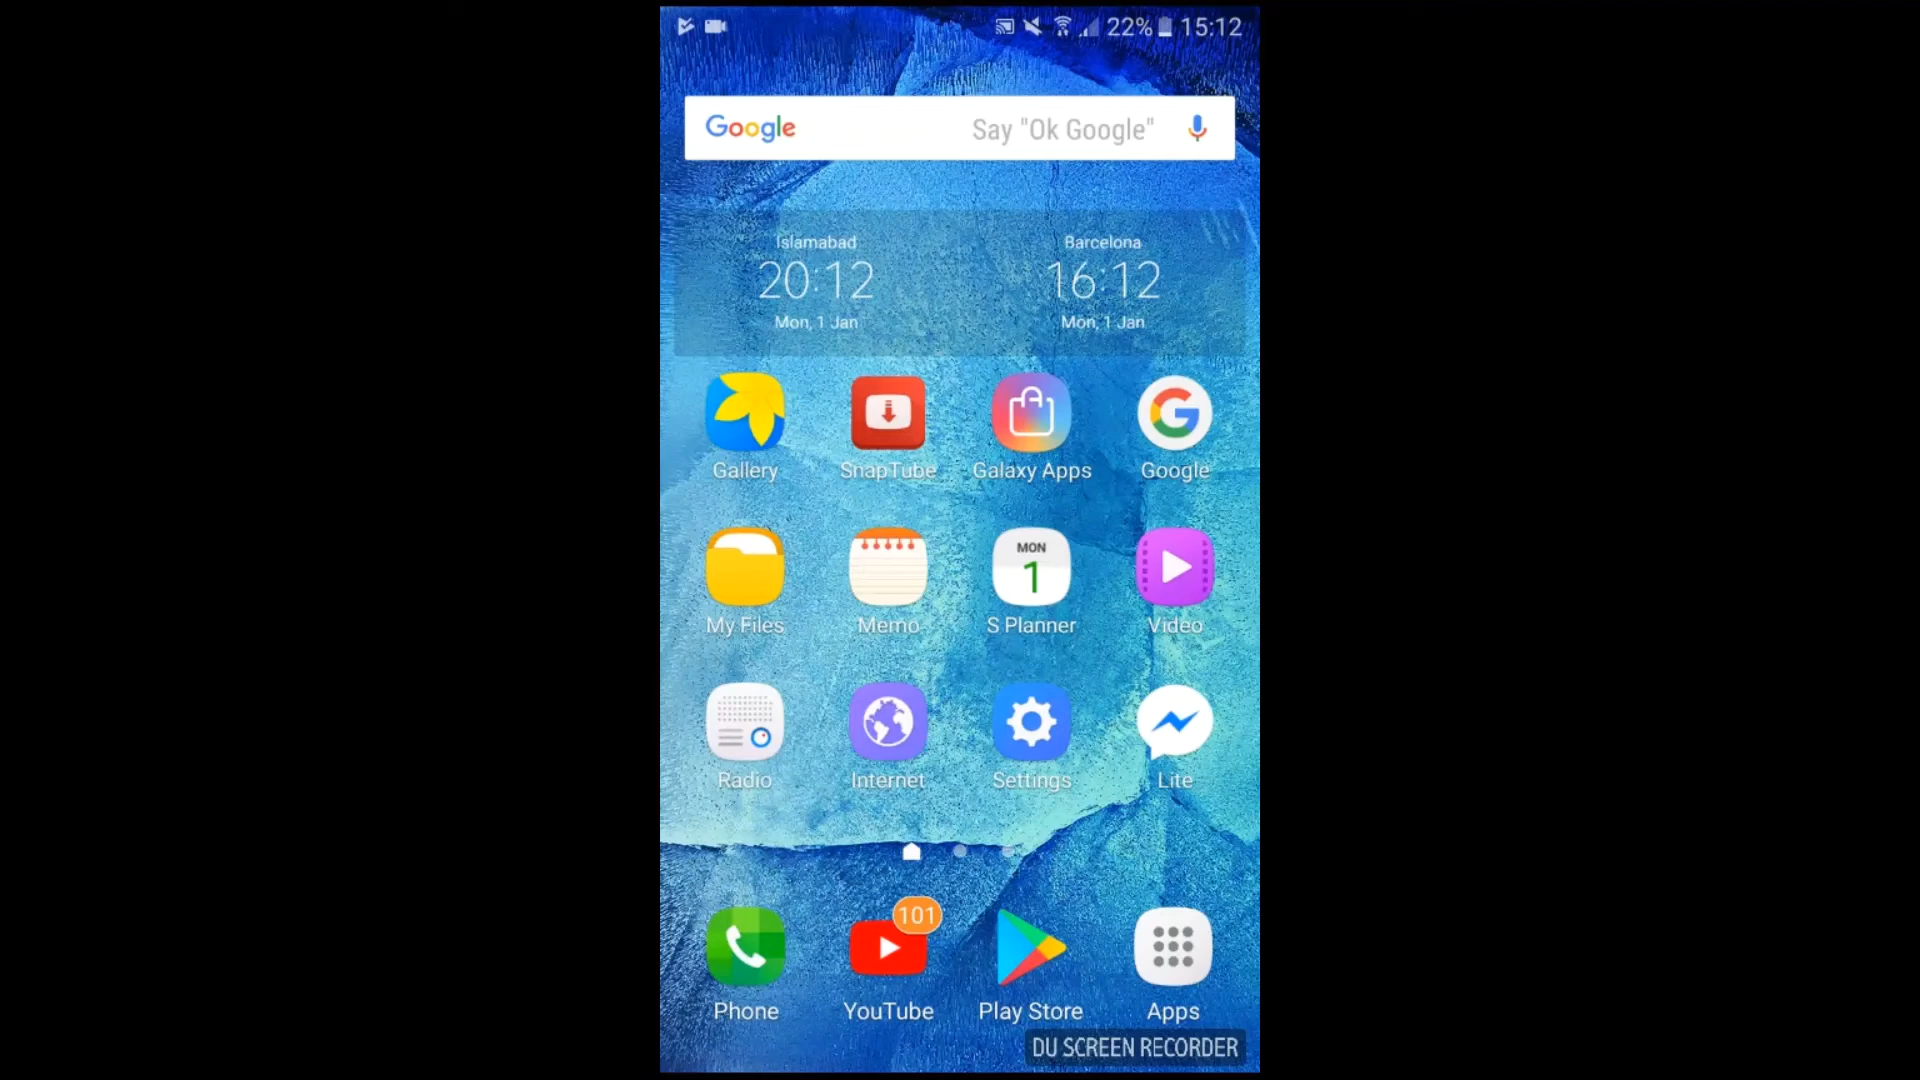 22% 15:12
Google Say "Ok Google"
Islamabad Barcelona
20:12 16:12
Mon, 1 Jan Mon, 1 Jan
Gallery SnapTube Galaxy Apps Google
MON
1
My Files Memo S Planner Video
Radio Internet Settings Lite
101
Phone YouTube Play Store Apps
DU SCREEN RECORDER